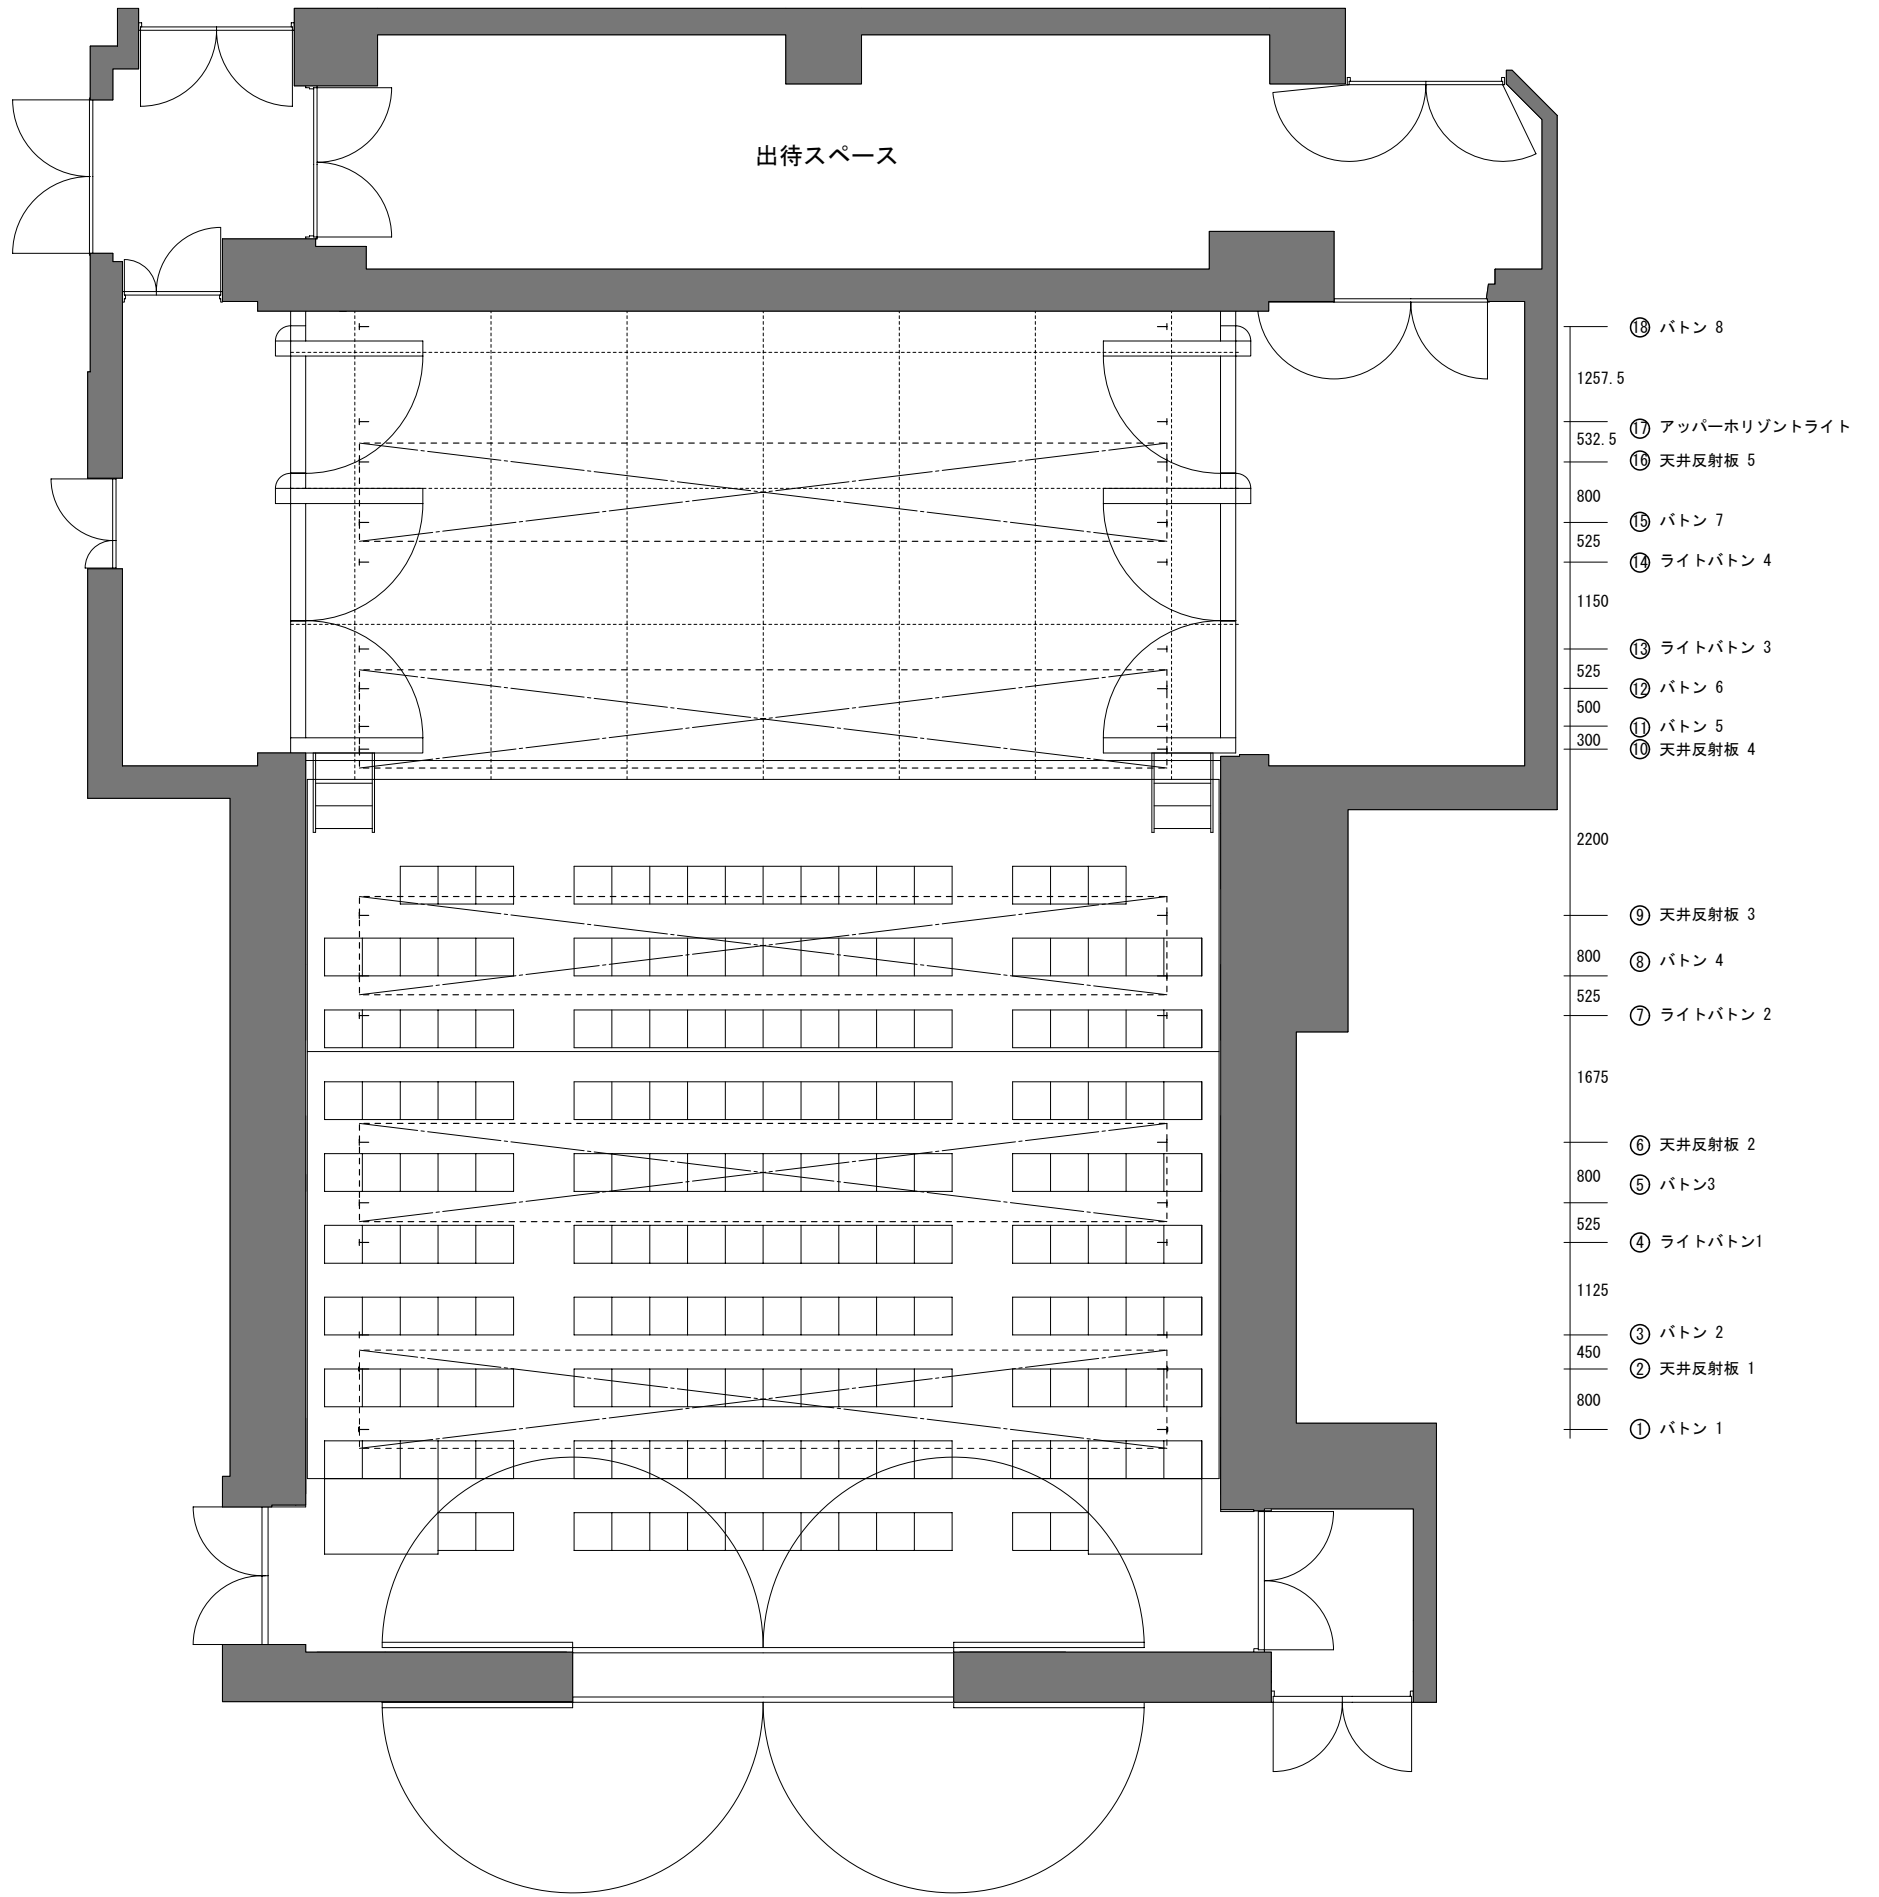 出待スペース
⑱ バトン 8
1257.5
⑰ アッパーホリゾントライト
532.5
⑯ 天井反射板 5
800
⑮ バトン 7
525
⑭ ライトバトン 4
1150
⑬ ライトバトン 3
525
⑫ バトン 6
500
⑪ バトン 5
300
⑩ 天井反射板 4
2200
⑨ 天井反射板 3
800
⑧ バトン 4
525
⑦ ライトバトン 2
1675
⑥ 天井反射板 2
800
⑤ バトン3
525
④ ライトバトン1
1125
③ バトン 2
450
② 天井反射板 1
800
① バトン 1